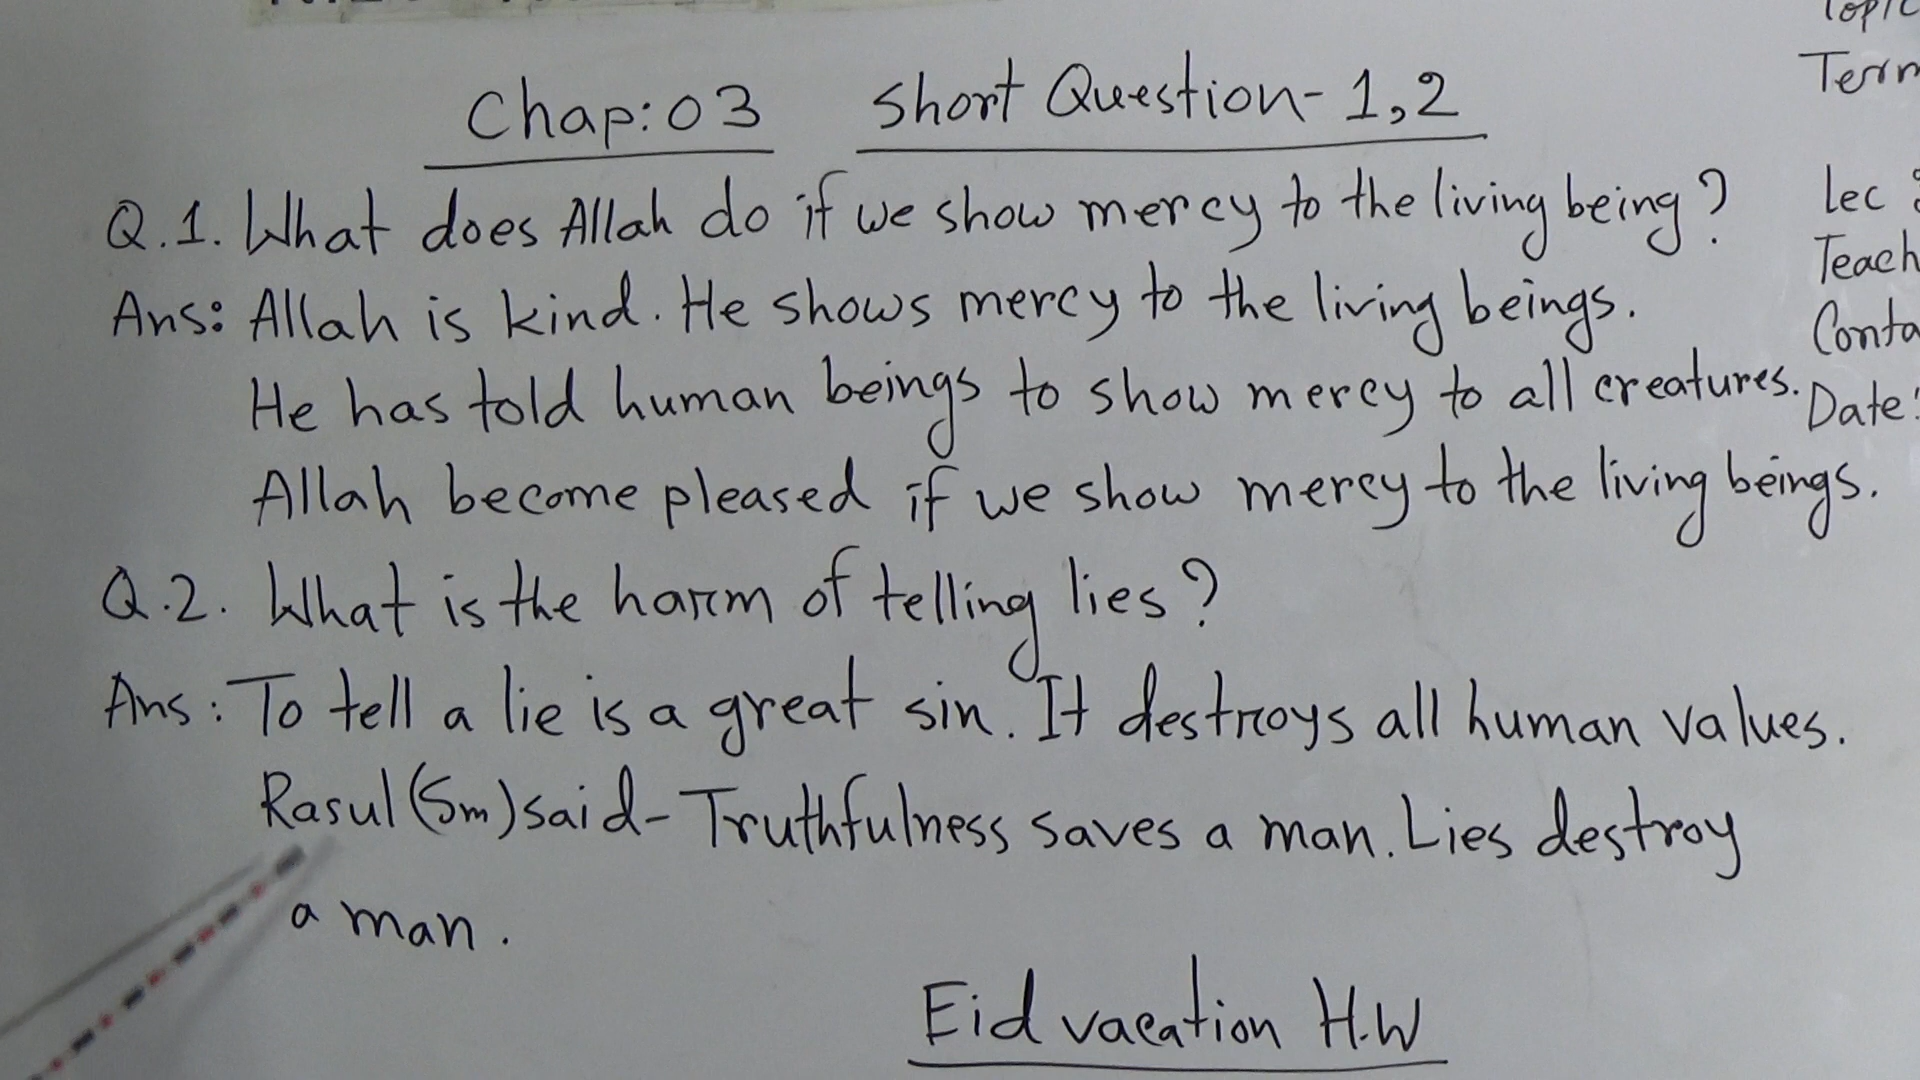 Chap: 03 Short Question- 1,2
Q.1. What does Allah do if we show mercy to the living being?
Ans: Allah is kind. He shows mercy to the living beings.
He has told human beings to show mercy to all creatures.
Allah become pleased if we show mercy to the living beings.
Q.2. What is the harm of telling lies?
Ans: To tell a lie is a great sin. It destroys all human values.
Rasul (Sm) said- Truthfulness saves a man. Lies destroy
a man.
Eid vacation H.W
Topic
Term
Lec :
Teach
Conta
Date: